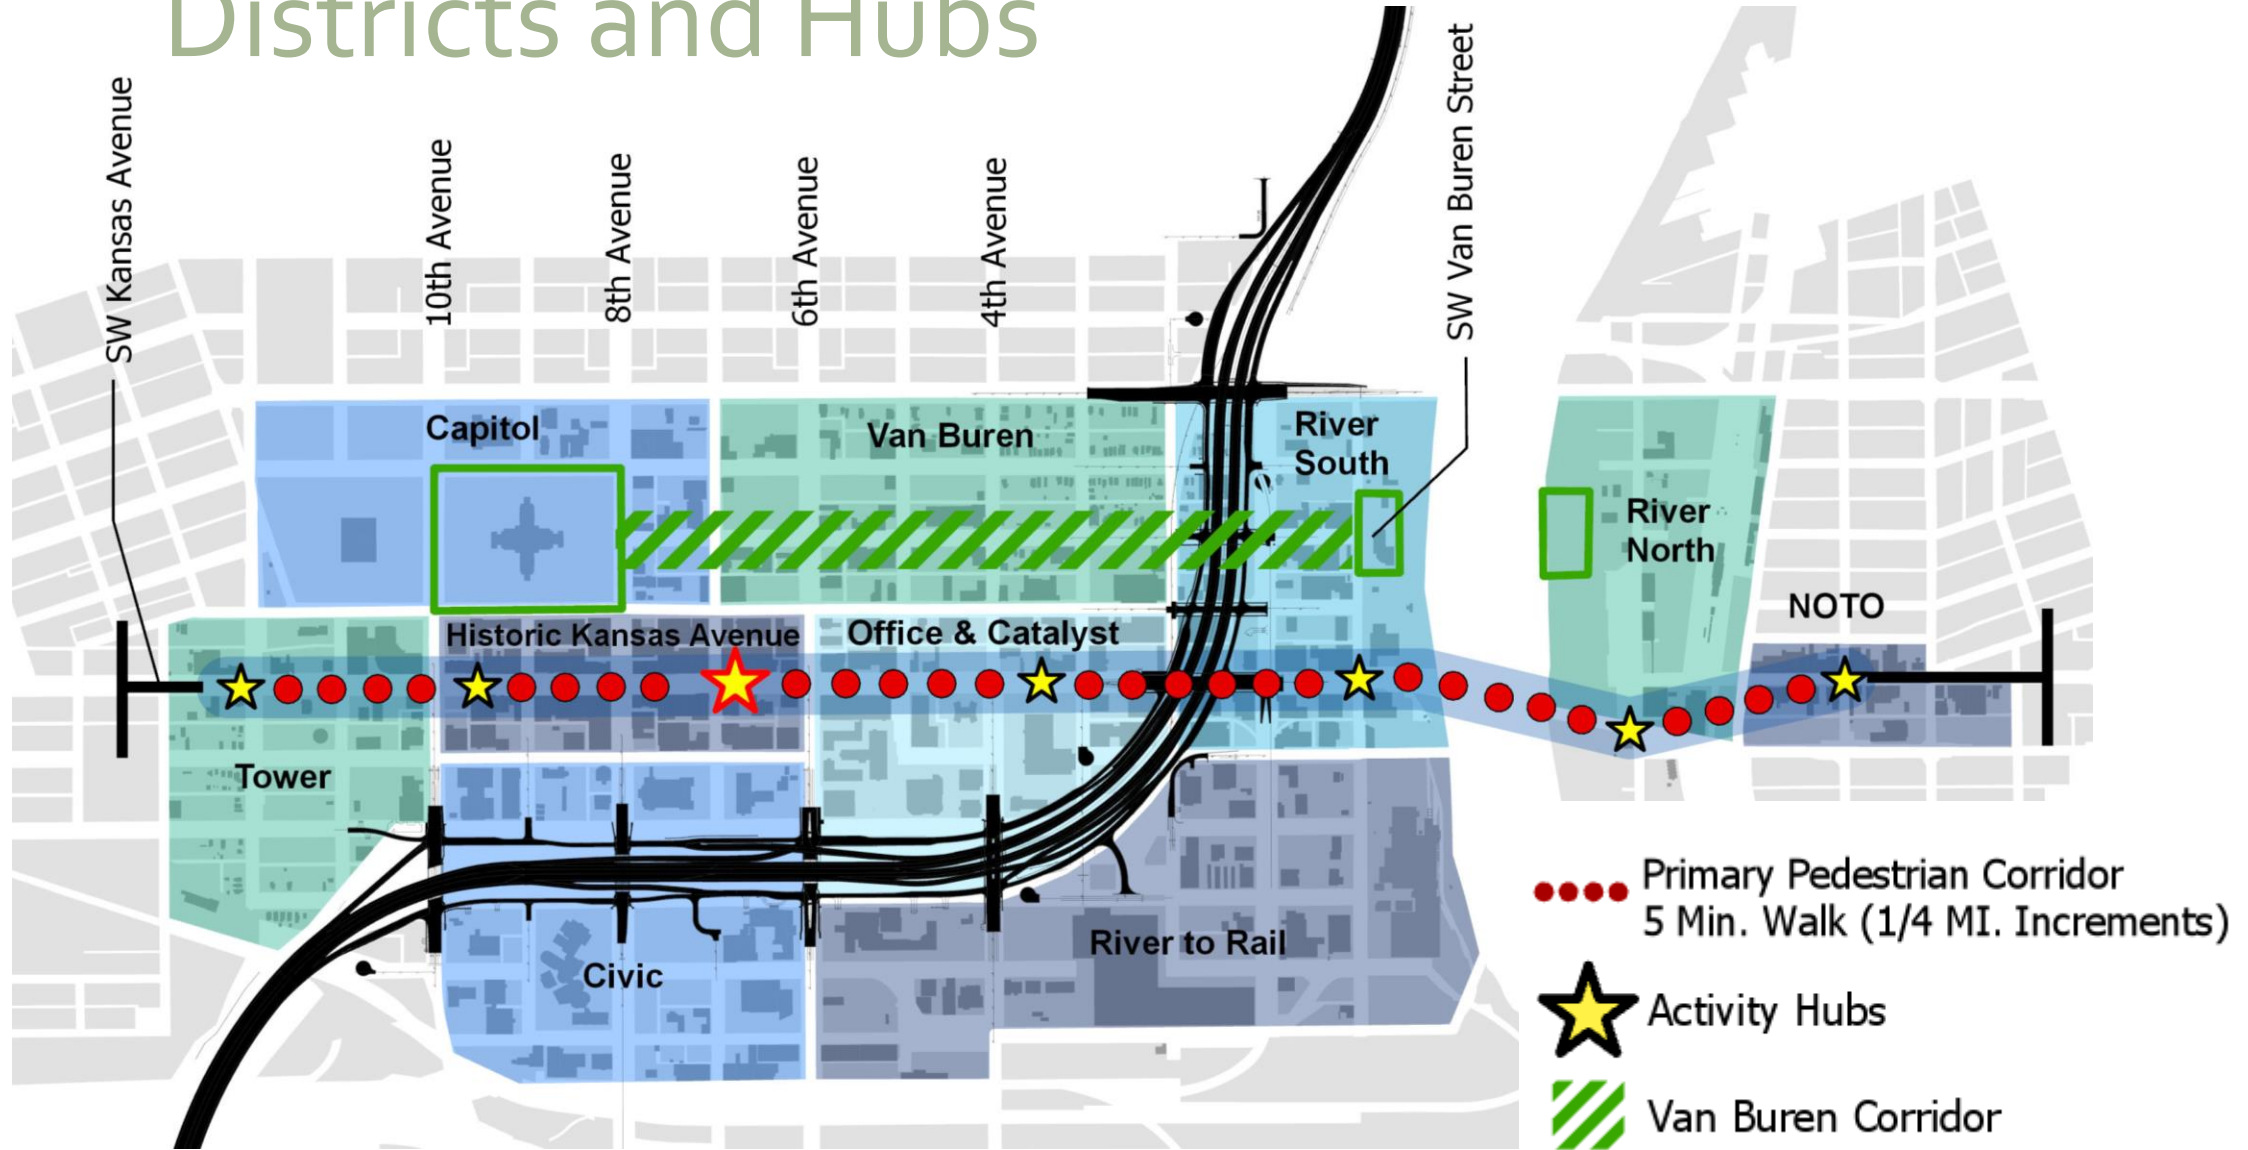 Districts and Hubs
SW Kansas Avenue
10th Avenue
8th Avenue
6th Avenue
4th Avenue
SW Van Buren Street
Capitol
Van Buren
River
South
River
North
NOTO
Historic Kansas Avenue
Office & Catalyst
Tower
Civic
River to Rail
Primary Pedestrian Corridor
5 Min. Walk (1/4 MI. Increments)
Activity Hubs
Van Buren Corridor